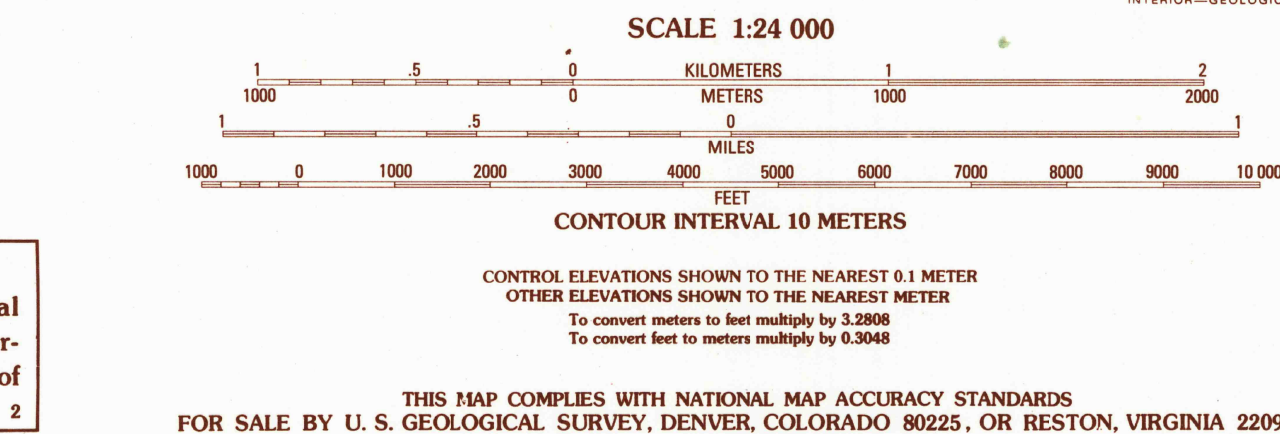 INTERIOR—GEOLOGIC
SCALE 1:24 000
1 .5 0 KILOMETERS 1 2
1000 0 METERS 1000 2000
1 .5 0 1
MILES
1000 0 1000 2000 3000 4000 5000 6000 7000 8000 9000 10 000
FEET
CONTOUR INTERVAL 10 METERS
CONTROL ELEVATIONS SHOWN TO THE NEAREST 0.1 METER
OTHER ELEVATIONS SHOWN TO THE NEAREST METER
To convert meters to feet multiply by 3.2808
To convert feet to meters multiply by 0.3048
al
r-
of
2
THIS MAP COMPLIES WITH NATIONAL MAP ACCURACY STANDARDS
FOR SALE BY U. S. GEOLOGICAL SURVEY, DENVER, COLORADO 80225, OR RESTON, VIRGINIA 2209